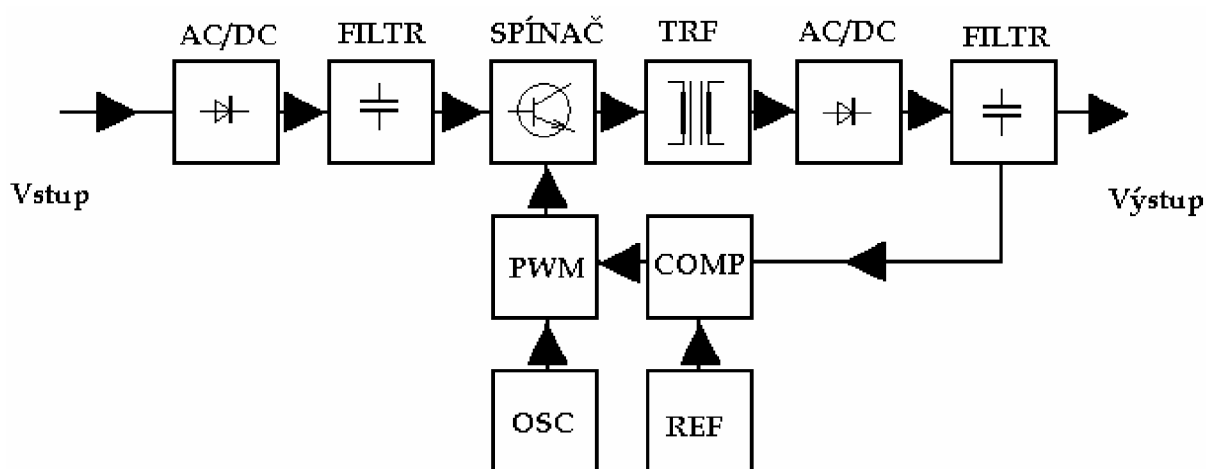 AC/DC FILTR SPÍNAČ TRF AC/DC FILTR
Vstup
Výstup
PWM COMP
OSC REF